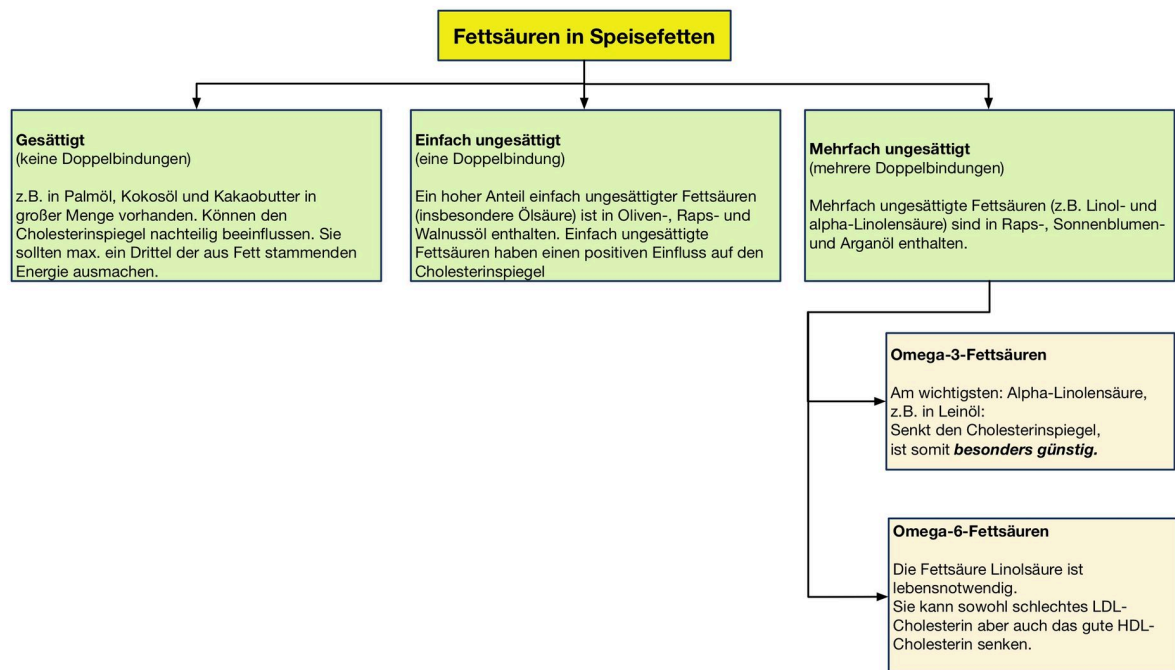 Fettsäuren in Speisefetten
Gesättigt
(keine Doppelbindungen)
z.B. in Palmöl, Kokosöl und Kakaobutter in
großer Menge vorhanden. Können den
Cholesterinspiegel nachteilig beeinflussen. Sie
sollten max. ein Drittel der aus Fett stammenden
Energie ausmachen.
Einfach ungesättigt
(eine Doppelbindung)
Ein hoher Anteil einfach ungesättigter Fettsäuren
(insbesondere Ölsäure) ist in Oliven-, Raps- und
Walnussöl enthalten. Einfach ungesättigte
Fettsäuren haben einen positiven Einfluss auf den
Cholesterinspiegel
Mehrfach ungesättigt
(mehrere Doppelbindungen)
Mehrfach ungesättigte Fettsäuren (z.B. Linol- und
alpha-Linolensäure) sind in Raps-, Sonnenblumen-
und Arganöl enthalten.
Omega-3-Fettsäuren
Am wichtigsten: Alpha-Linolensäure,
z.B. in Leinöl:
Senkt den Cholesterinspiegel,
ist somit besonders günstig.
Omega-6-Fettsäuren
Die Fettsäure Linolsäure ist
lebensnotwendig.
Sie kann sowohl schlechtes LDL-
Cholesterin aber auch das gute HDL-
Cholesterin senken.